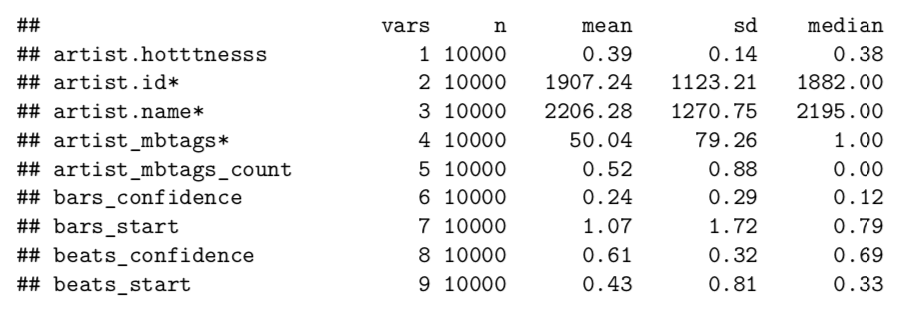 ##                      vars     n    mean      sd  median
## artist.hotttnesss       1 10000    0.39    0.14    0.38
## artist.id*              2 10000 1907.24 1123.21 1882.00
## artist.name*            3 10000 2206.28 1270.75 2195.00
## artist_mbtags*          4 10000   50.04   79.26    1.00
## artist_mbtags_count     5 10000    0.52    0.88    0.00
## bars_confidence         6 10000    0.24    0.29    0.12
## bars_start              7 10000    1.07    1.72    0.79
## beats_confidence        8 10000    0.61    0.32    0.69
## beats_start             9 10000    0.43    0.81    0.33